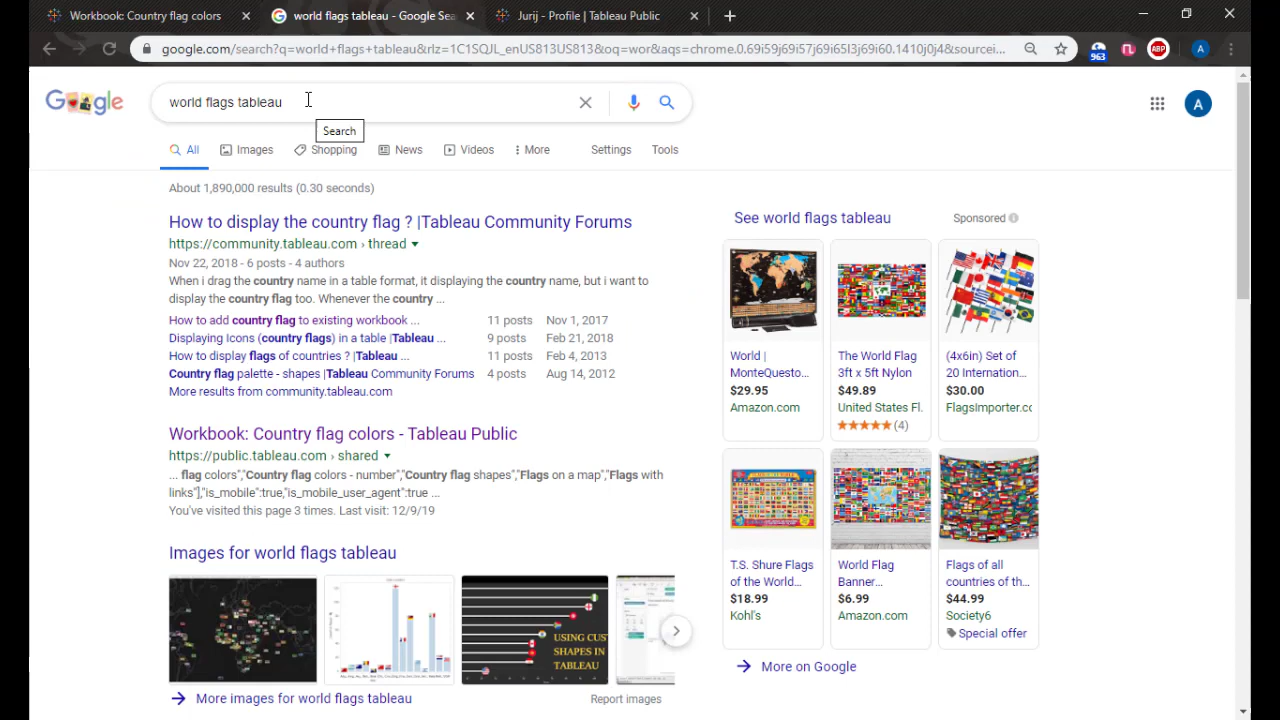 Workbook: Country flag colors
world flags tableau - Google Sea
Jurij - Profile | Tableau Public
google.com/search?q=world+flags+tableau&rlz=1C1SQJL_enUS813US813&oq=wor&aqs=chrome.0.69i59j69i57j69i65l3j69i60.1410j0j4&sourcei...
963
ABP
A
Google
world flags tableau
A
Search
All
Images
Shopping
News
Videos
More
Settings
Tools
About 1,890,000 results (0.30 seconds)
How to display the country flag ? |Tableau Community Forums
https://community.tableau.com › thread
Nov 22, 2018 - 6 posts - 4 authors
When i drag the country name in a table format, it displaying the country name, but i want to
display the country flag too. Whenever the country ...
How to add country flag to existing workbook ... 11 posts Nov 1, 2017
Displaying Icons (country flags) in a table |Tableau ... 9 posts Feb 21, 2018
How to display flags of countries ? |Tableau ... 11 posts Feb 4, 2013
Country flag palette - shapes |Tableau Community Forums 4 posts Aug 14, 2012
More results from community.tableau.com
Workbook: Country flag colors - Tableau Public
https://public.tableau.com › shared
... flag colors","Country flag colors - number","Country flag shapes","Flags on a map","Flags with
links"],"is_mobile":true,"is_mobile_user_agent":true ...
You've visited this page 3 times. Last visit: 12/9/19
Images for world flags tableau
USING CUS
SHAPES IN
TABLEAU
More images for world flags tableau
Report images
See world flags tableau
Sponsored
World |
MonteQuesto...
$29.95
Amazon.com
The World Flag
3ft x 5ft Nylon
$49.89
United States Fl.
(4)
(4x6in) Set of
20 Internation...
$30.00
FlagsImporter.cc
T.S. Shure Flags
of the World...
$18.99
Kohl's
World Flag
Banner...
$6.99
Amazon.com
Flags of all
countries of th...
$44.99
Society6
Special offer
More on Google